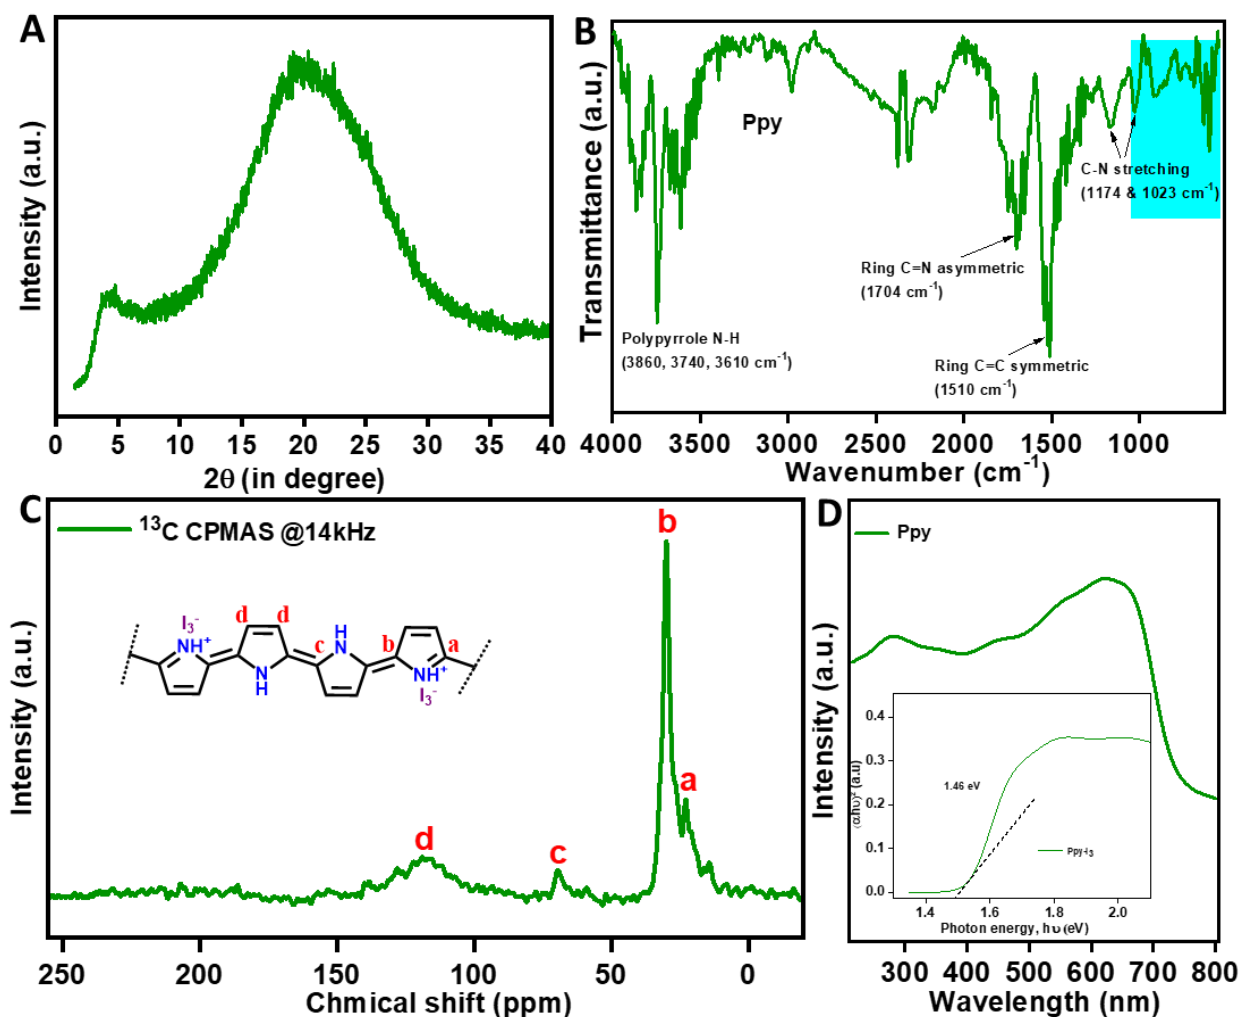 A
Intensity (a.u.)
0 5 10 15 20 25 30 35 40
2θ (in degree)
B
Transmittance (a.u.)
Ppy
C-N stretching
(1174 & 1023 cm⁻¹)
Ring C=N asymmetric
(1704 cm⁻¹)
Polypyrrole N-H
(3860, 3740, 3610 cm⁻¹)
Ring C=C symmetric
(1510 cm⁻¹)
4000 3500 3000 2500 2000 1500 1000
Wavenumber (cm⁻¹)
C
¹³C CPMAS @14kHz
Intensity (a.u.)
I₃⁻
NH⁺
d d
N
H
c
H
N
b
a
NH⁺
I₃⁻
b
a
d
c
250 200 150 100 50 0
Chmical shift (ppm)
D
Ppy
Intensity (a.u.)
(αhυ)² (a.u)
0.4
0.3
0.2
0.1
0.0
1.46 eV
Ppy-I₃
1.4 1.6 1.8 2.0
Photon energy, hυ (eV)
300 400 500 600 700 800
Wavelength (nm)